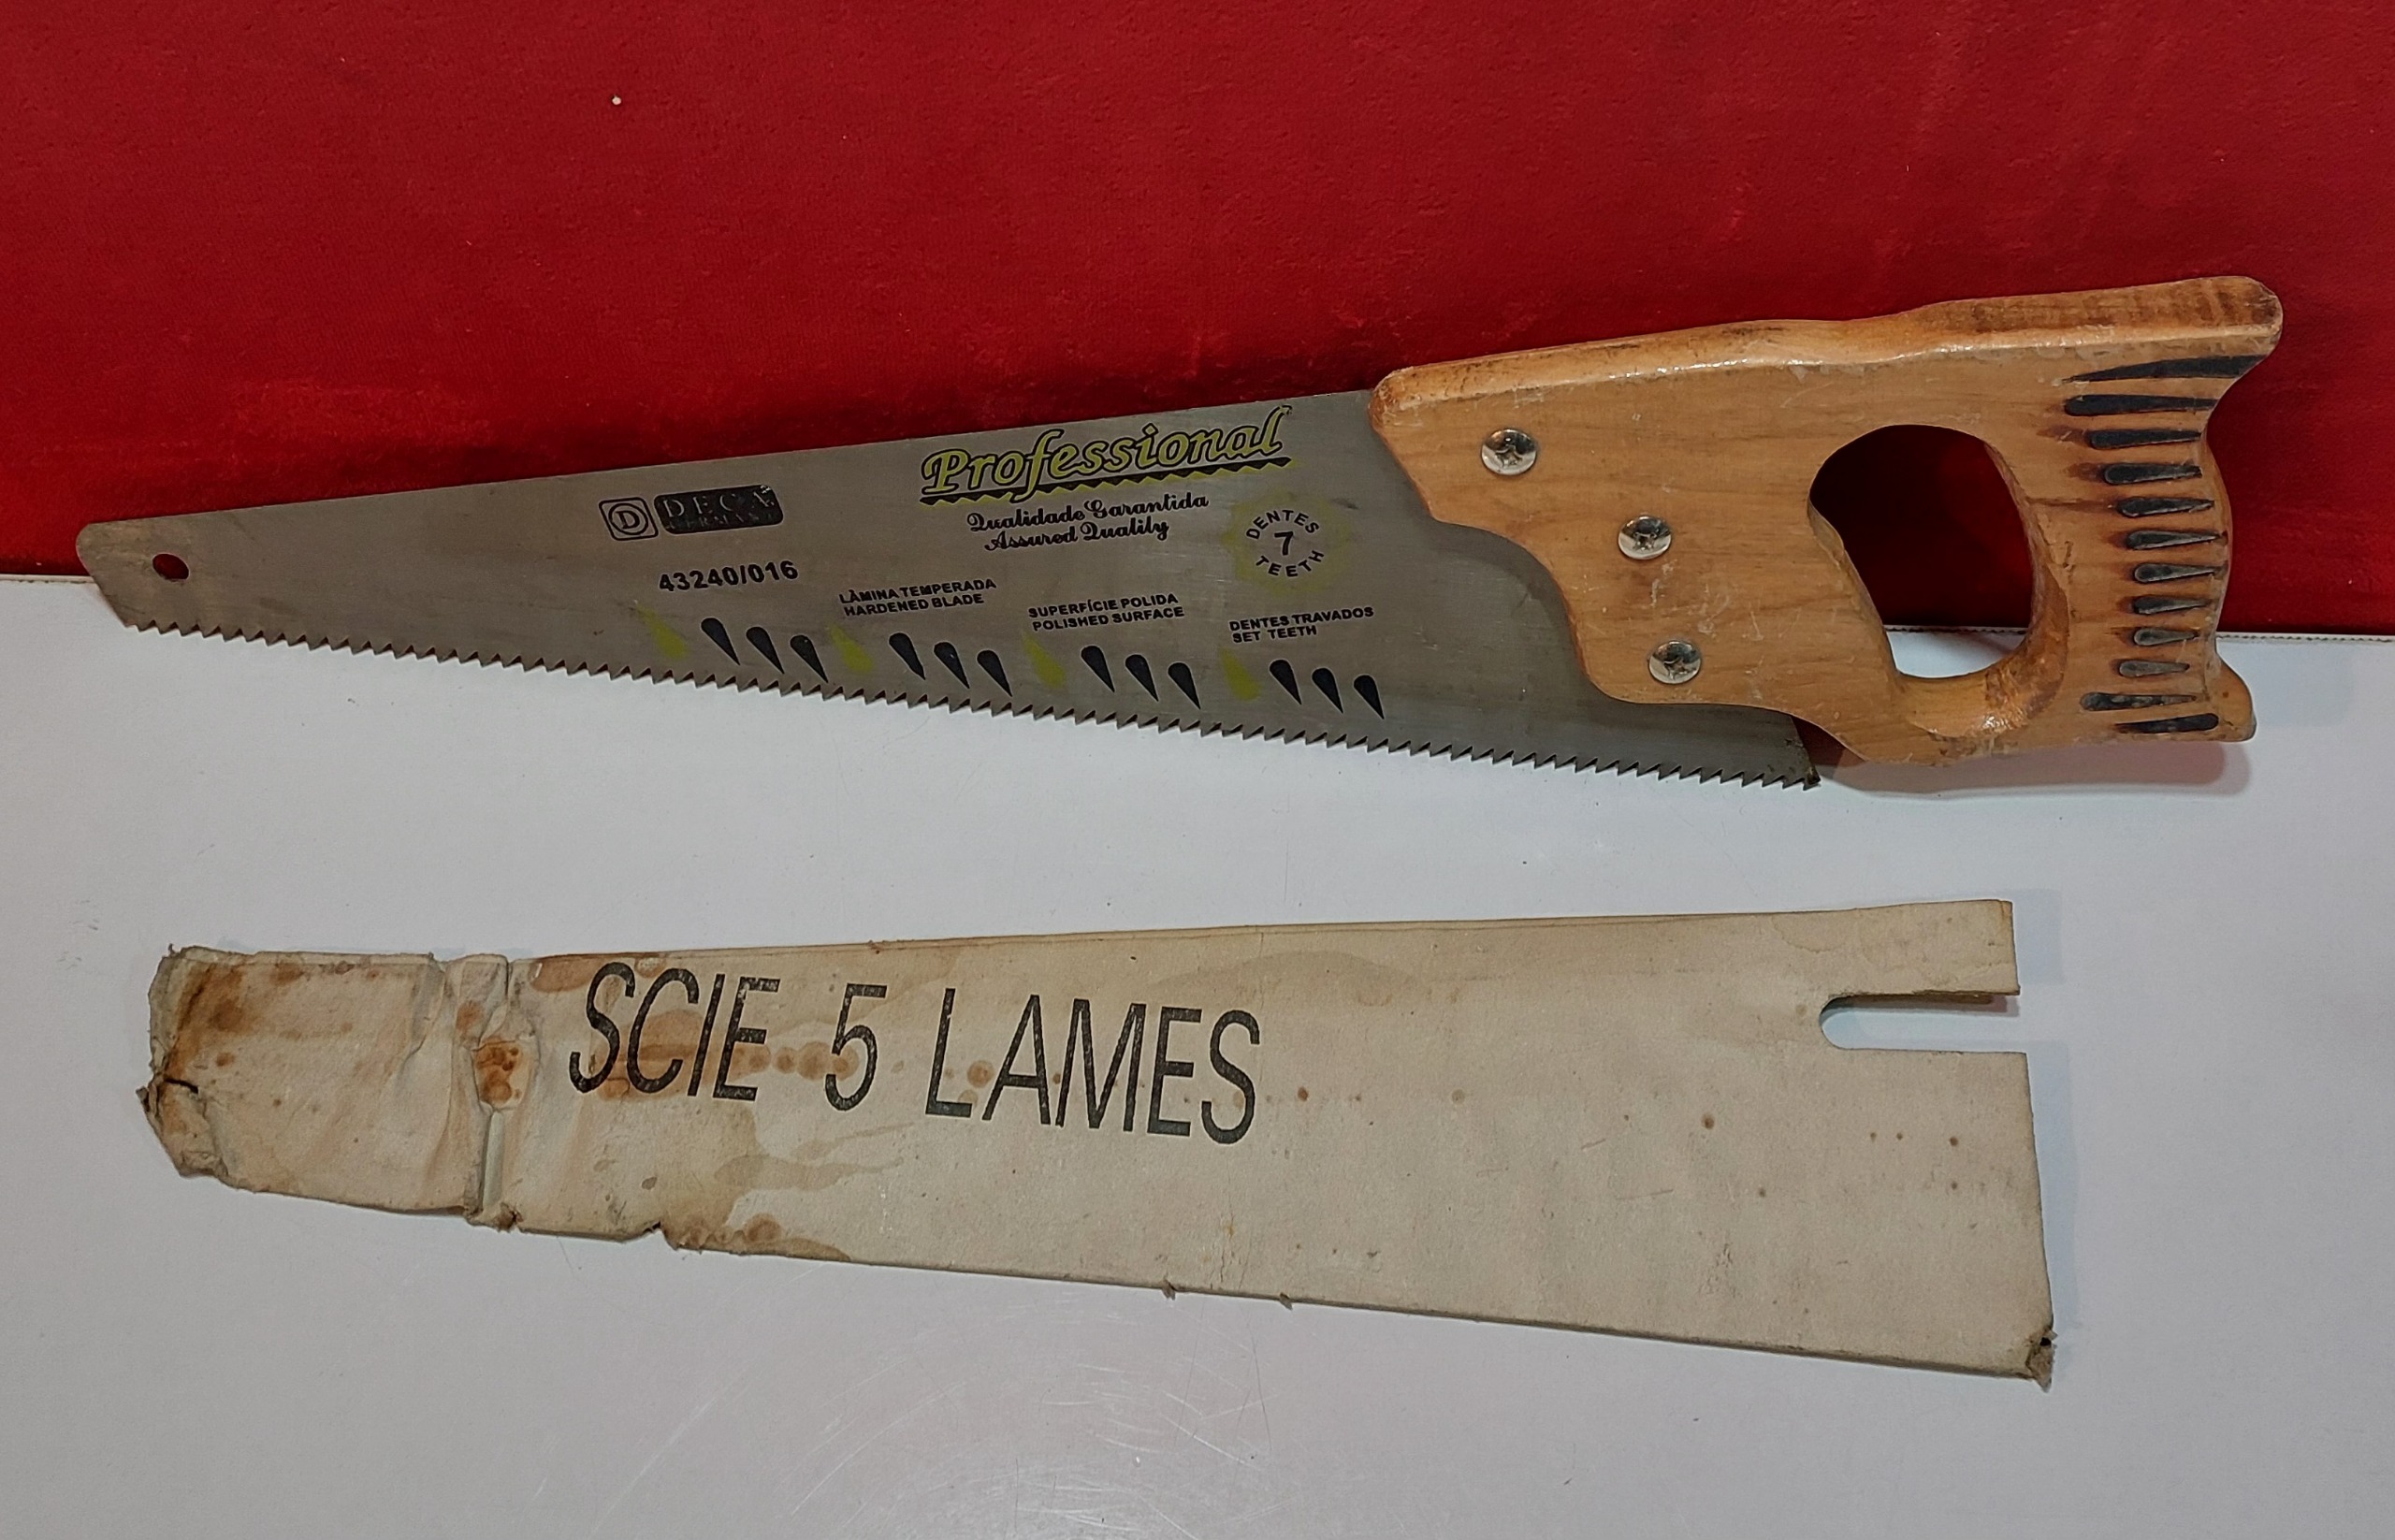 Professional
D DECA
Qualidade Garantida
Assured Quality
DENTES
7
TEETH
43240/016
LÂMINA TEMPERADA
HARDENED BLADE
SUPERFÍCIE POLIDA
POLISHED SURFACE
DENTES TRAVADOS
SET TEETH
SCIE 5 LAMES